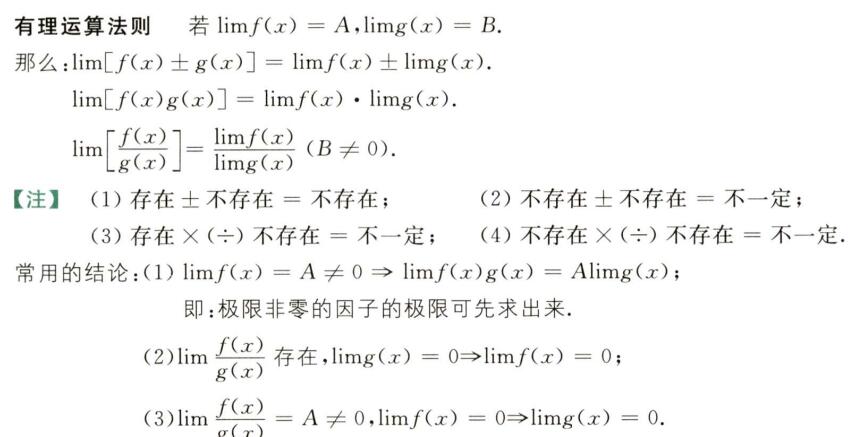 有理运算法则 若 limf(x) = A,limg(x) = B.
那么:lim[f(x) ± g(x)] = limf(x) ± limg(x).
lim[f(x)g(x)] = limf(x)·limg(x).
lim[f(x)/g(x)] = limf(x)/limg(x) (B ≠ 0).
【注】 (1) 存在 ± 不存在 = 不存在; (2) 不存在 ± 不存在 = 不一定;
(3) 存在 × (÷) 不存在 = 不一定; (4) 不存在 × (÷) 不存在 = 不一定.
常用的结论:(1) limf(x) = A ≠ 0 ⇒ limf(x)g(x) = Alimg(x);
即:极限非零的因子的极限可先求出来.
(2)lim f(x)/g(x) 存在,limg(x) = 0⇒limf(x) = 0;
(3)lim f(x)/g(x) = A ≠ 0,limf(x) = 0⇒limg(x) = 0.